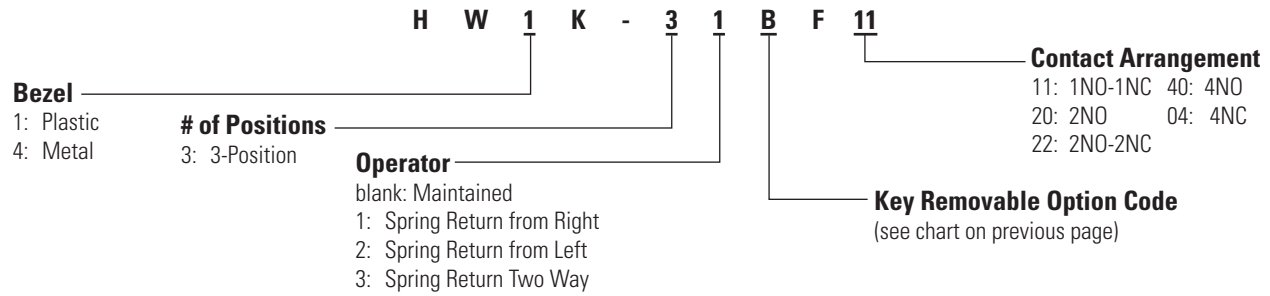 H W 1 K - 3 1 B F 11
Contact Arrangement
11: 1NO-1NC 40: 4NO
20: 2NO 04: 4NC
22: 2NO-2NC
Bezel
1: Plastic
4: Metal
# of Positions
3: 3-Position
Operator
blank: Maintained
1: Spring Return from Right
2: Spring Return from Left
3: Spring Return Two Way
Key Removable Option Code
(see chart on previous page)